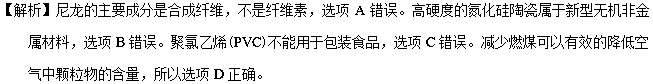 【解析】尼龙的主要成分是合成纤维，不是纤维素，选项 A 错误。高硬度的氮化硅陶瓷属于新型无机非金
属材料，选项 B 错误。聚氯乙烯(PVC)不能用于包装食品，选项 C 错误。减少燃煤可以有效的降低空
气中颗粒物的含量，所以选项 D 正确。